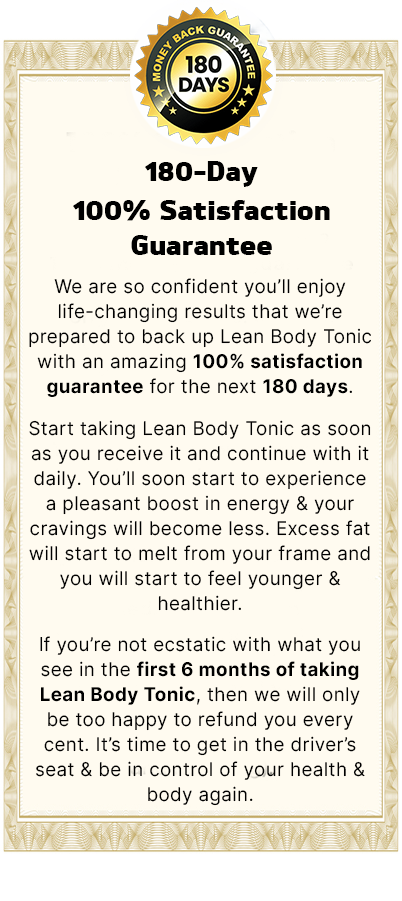 MONEY BACK GUARANTEE
180
DAYS
180-Day
100% Satisfaction
Guarantee
We are so confident you’ll enjoy
life-changing results that we’re
prepared to back up Lean Body Tonic
with an amazing 100% satisfaction
guarantee for the next 180 days.
Start taking Lean Body Tonic as soon
as you receive it and continue with it
daily. You’ll soon start to experience
a pleasant boost in energy & your
cravings will become less. Excess fat
will start to melt from your frame and
you will start to feel younger &
healthier.
If you’re not ecstatic with what you
see in the first 6 months of taking
Lean Body Tonic, then we will only
be too happy to refund you every
cent. It’s time to get in the driver’s
seat & be in control of your health &
body again.